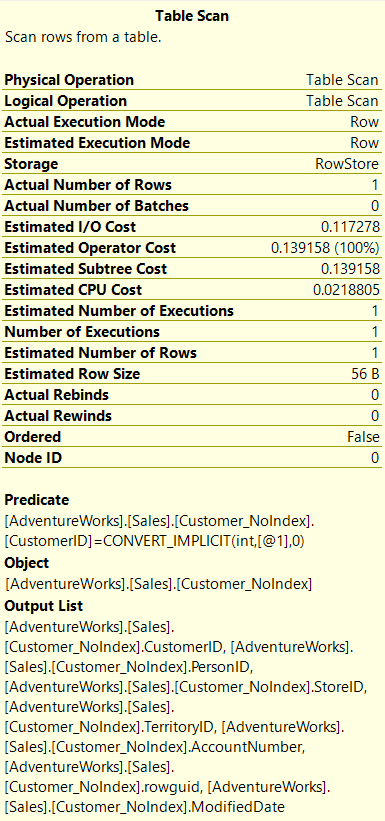 Table Scan
Scan rows from a table.
Physical Operation Table Scan
Logical Operation Table Scan
Actual Execution Mode Row
Estimated Execution Mode Row
Storage RowStore
Actual Number of Rows 1
Actual Number of Batches 0
Estimated I/O Cost 0.117278
Estimated Operator Cost 0.139158 (100%)
Estimated Subtree Cost 0.139158
Estimated CPU Cost 0.0218805
Estimated Number of Executions 1
Number of Executions 1
Estimated Number of Rows 1
Estimated Row Size 56 B
Actual Rebinds 0
Actual Rewinds 0
Ordered False
Node ID 0
Predicate
[AdventureWorks].[Sales].[Customer_NoIndex].
[CustomerID]=CONVERT_IMPLICIT(int,[@1],0)
Object
[AdventureWorks].[Sales].[Customer_NoIndex]
Output List
[AdventureWorks].[Sales].
[Customer_NoIndex].CustomerID, [AdventureWorks].
[Sales].[Customer_NoIndex].PersonID,
[AdventureWorks].[Sales].[Customer_NoIndex].StoreID,
[AdventureWorks].[Sales].
[Customer_NoIndex].TerritoryID, [AdventureWorks].
[Sales].[Customer_NoIndex].AccountNumber,
[AdventureWorks].[Sales].
[Customer_NoIndex].rowguid, [AdventureWorks].
[Sales].[Customer_NoIndex].ModifiedDate